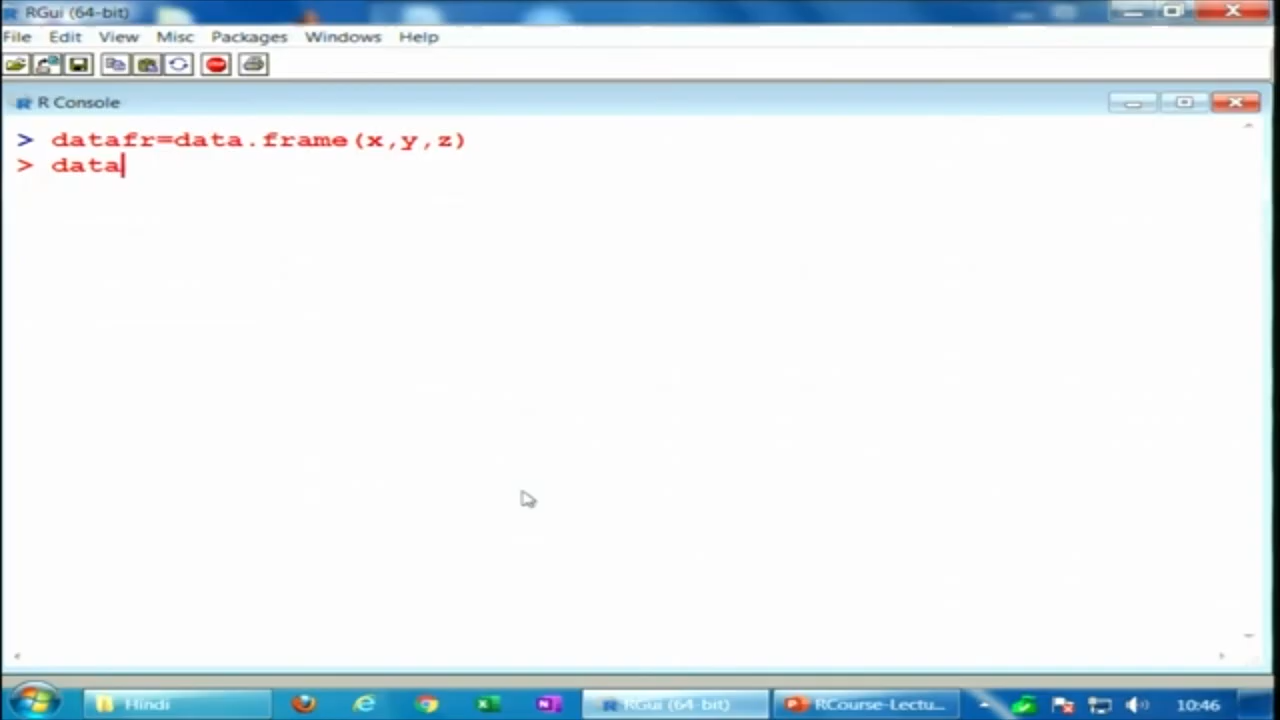 RGui (64-bit)
File Edit View Misc Packages Windows Help
STOP
R Console
> datafr=data.frame(x,y,z)
> data
Hindi
RGui (64-bit)
RCourse-Lectu...
10:46